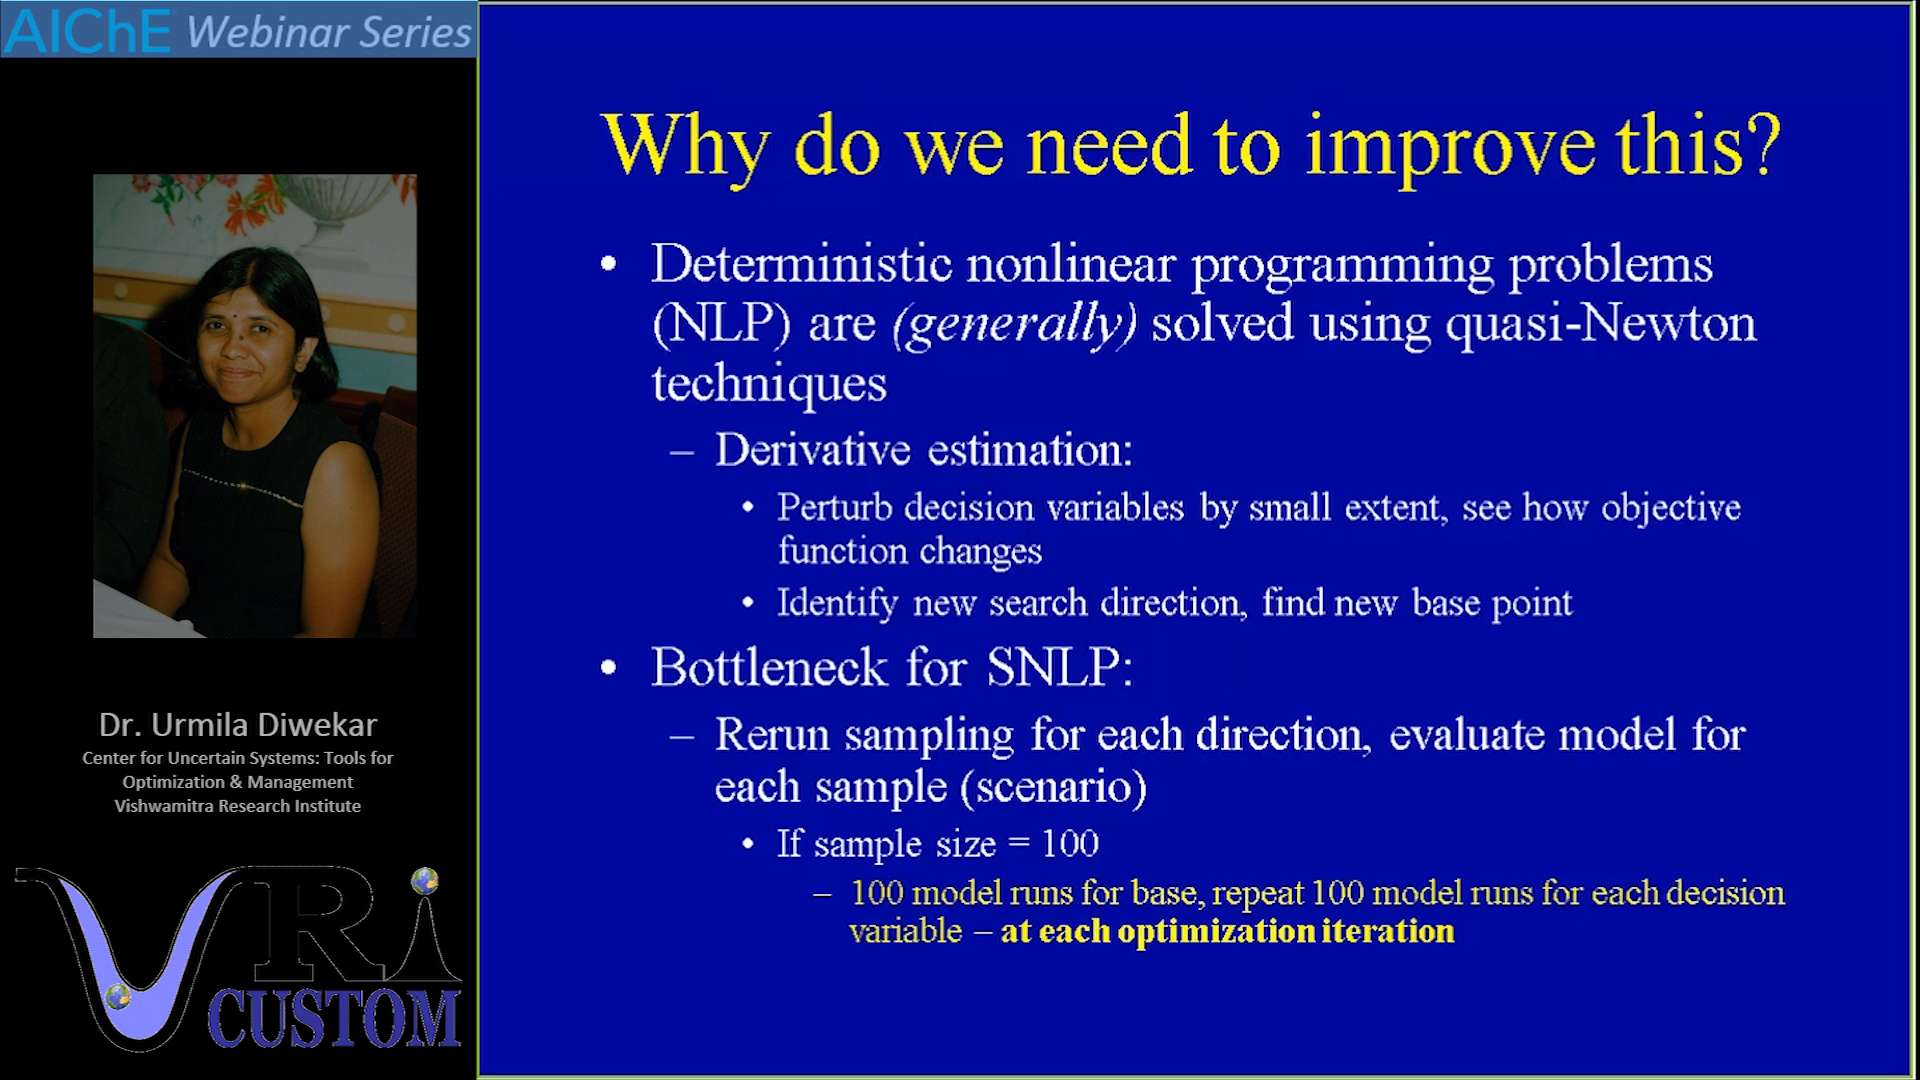 AIChE Webinar Series
Why do we need to improve this?
• Deterministic nonlinear programming problems
(NLP) are (generally) solved using quasi-Newton
techniques
– Derivative estimation:
• Perturb decision variables by small extent, see how objective
function changes
• Identify new search direction, find new base point
• Bottleneck for SNLP:
– Rerun sampling for each direction, evaluate model for
each sample (scenario)
• If sample size = 100
– 100 model runs for base, repeat 100 model runs for each decision
variable – at each optimization iteration
Dr. Urmila Diwekar
Center for Uncertain Systems: Tools for
Optimization & Management
Vishwamitra Research Institute
VRi
CUSTOM